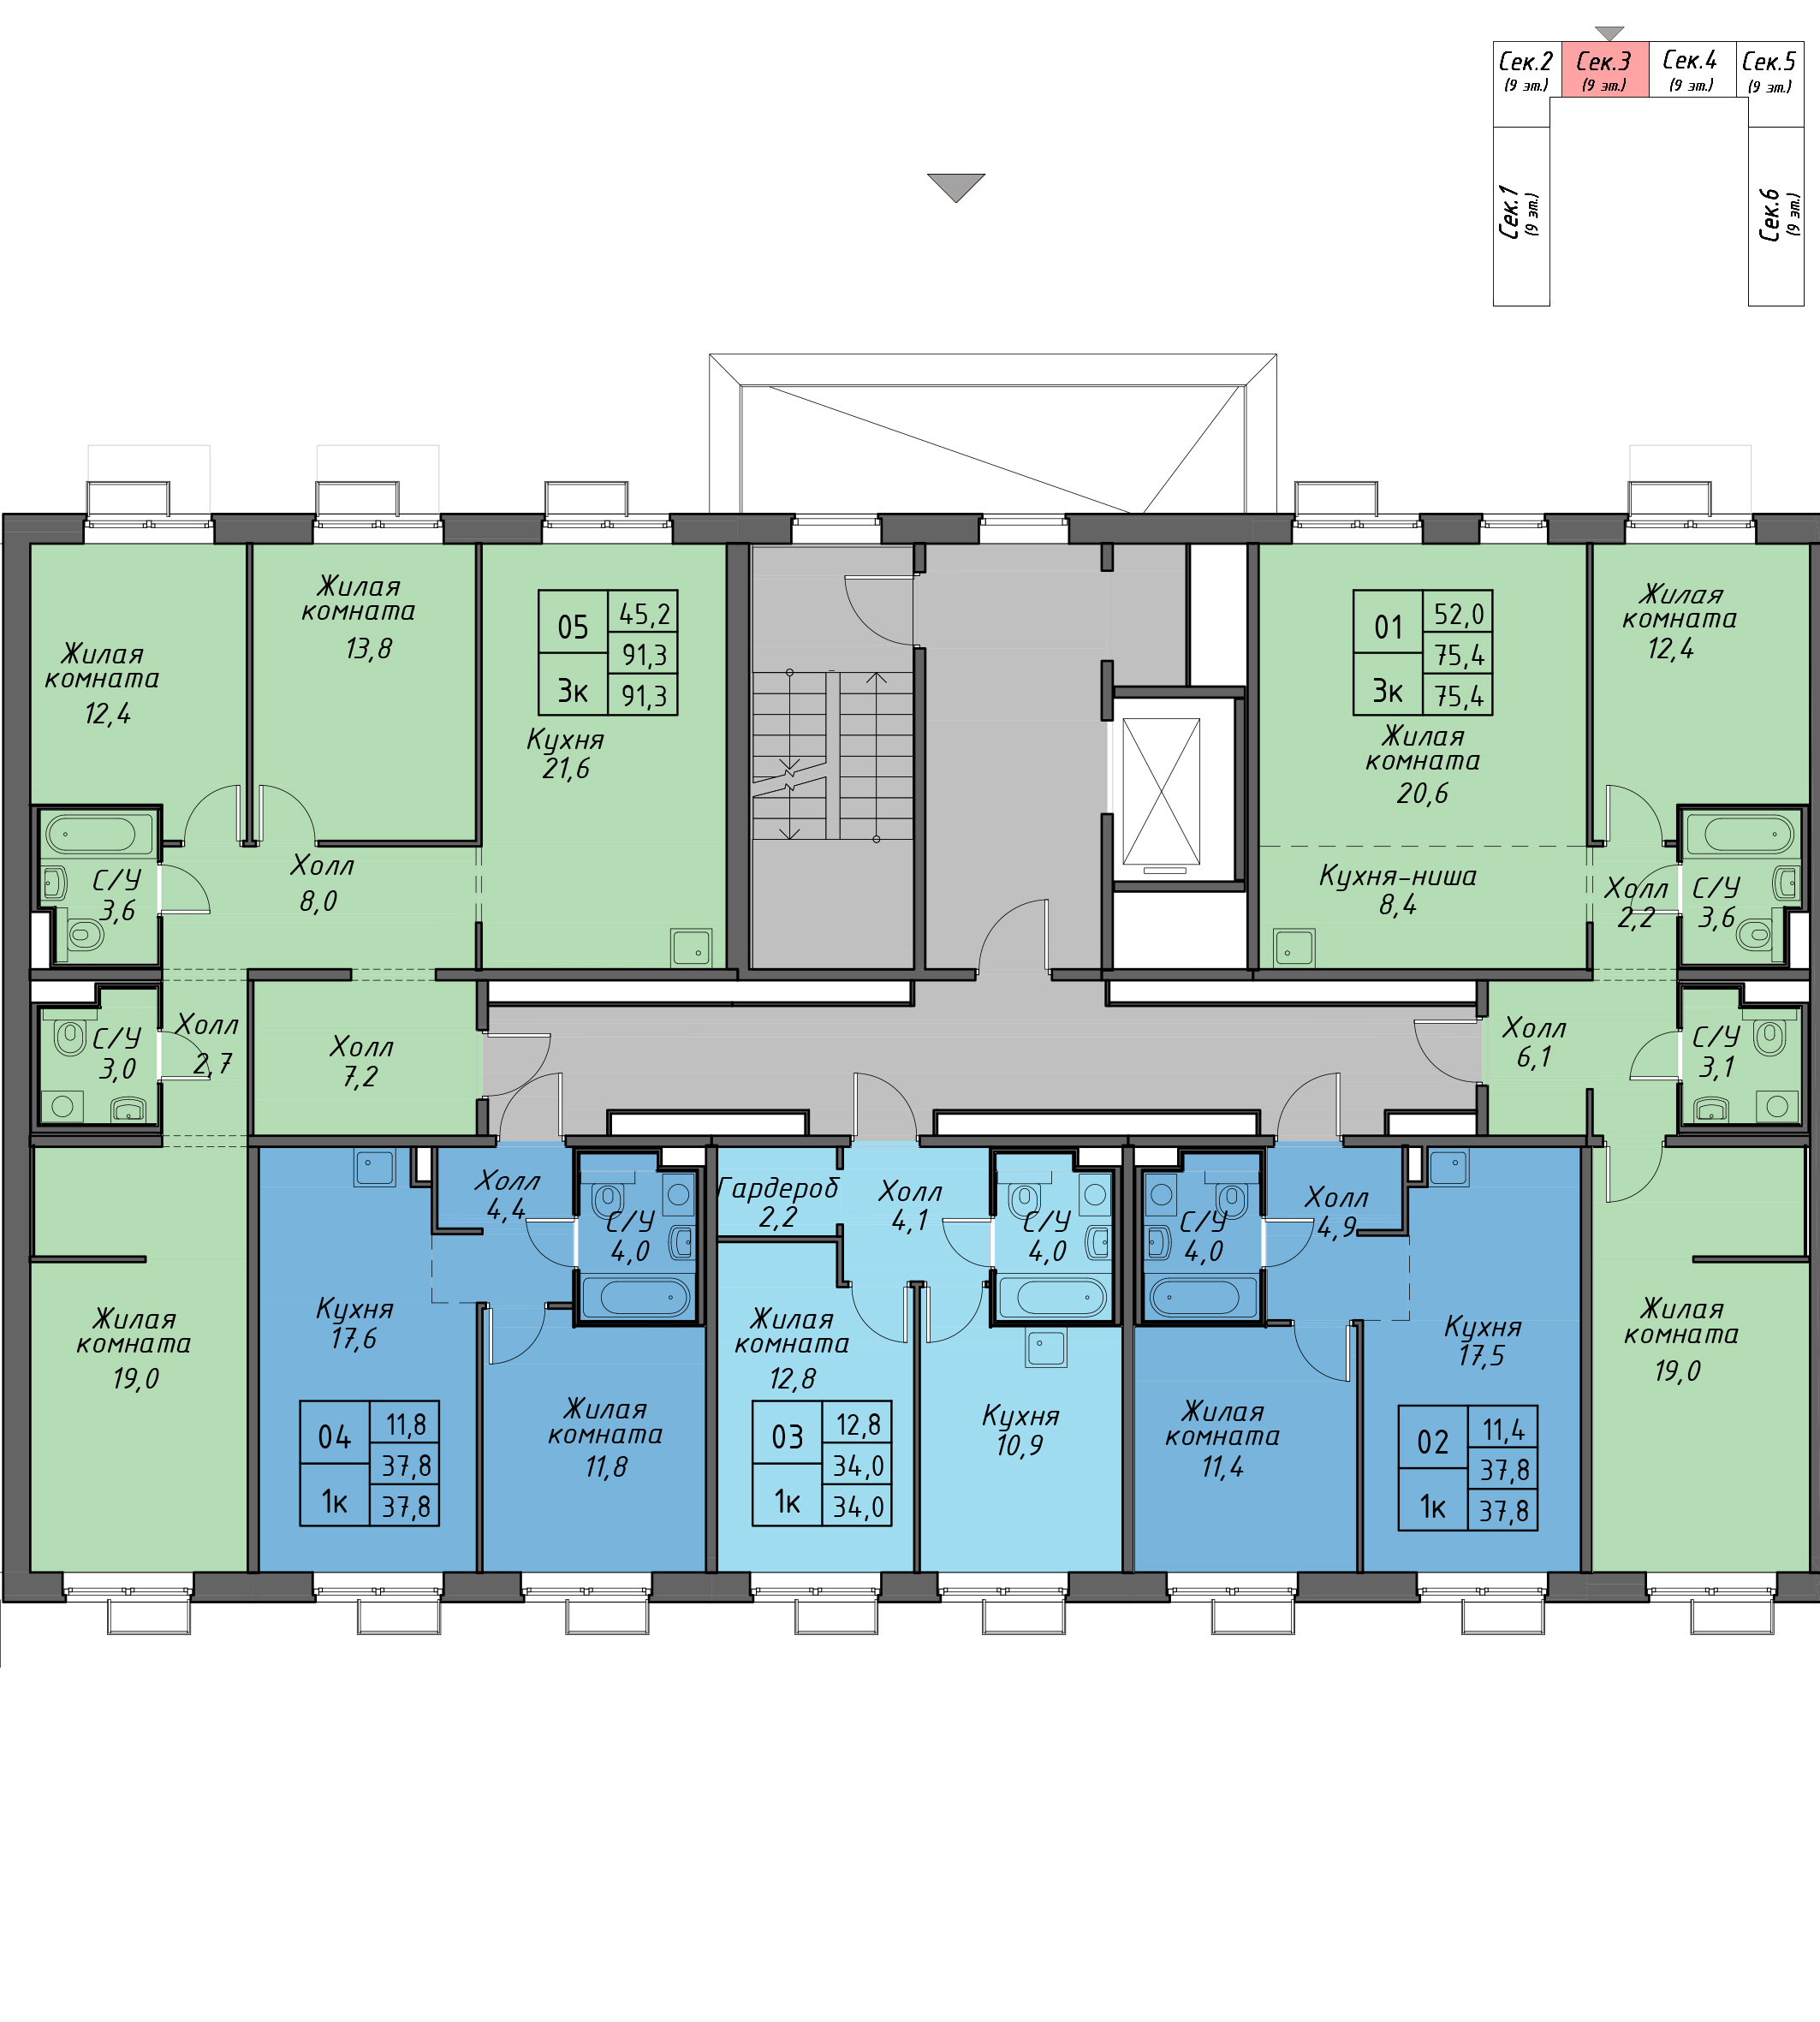 Сек.2
(9 эт.)
Сек.3
(9 эт.)
Сек.4
(9 эт.)
Сек.5
(9 эт.)
Сек.1
(9 эт.)
Сек.6
(9 эт.)
Жилая
комната
12,4
Жилая
комната
13,8
05
3к
45,2
91,3
91,3
Кухня
21,6
01
3к
52,0
75,4
75,4
Жилая
комната
20,6
Жилая
комната
12,4
С/У
3,6
Холл
8,0
Кухня-ниша
8,4
Холл
2,2
С/У
3,6
С/У
3,0
Холл
2,7
Холл
7,2
Холл
6,1
С/У
3,1
Холл
4,4
С/У
4,0
Гардероб
2,2
Холл
4,1
С/У
4,0
С/У
4,0
Холл
4,9
Жилая
комната
19,0
Кухня
17,6
Жилая
комната
12,8
Кухня
17,5
Жилая
комната
19,0
04
1к
11,8
37,8
37,8
Жилая
комната
11,8
03
1к
12,8
34,0
34,0
Кухня
10,9
Жилая
комната
11,4
02
1к
11,4
37,8
37,8